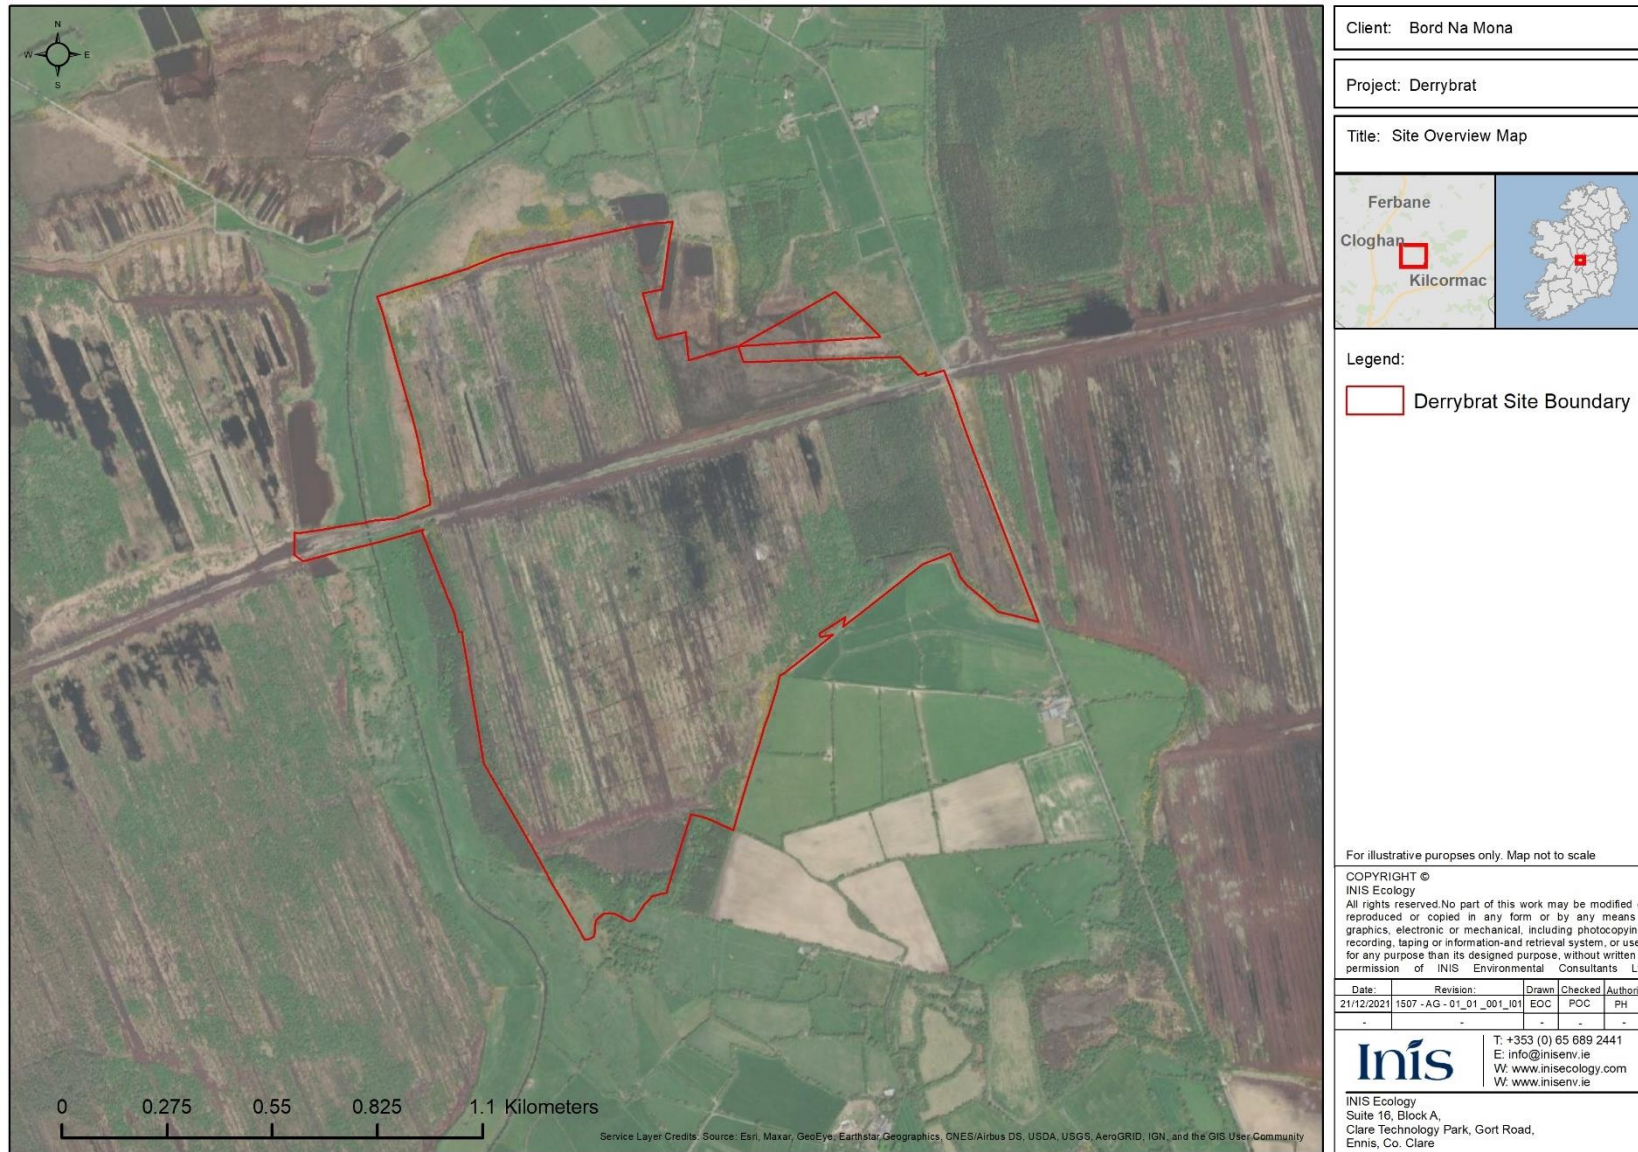 N
W E
S
0 0.275 0.55 0.825 1.1 Kilometers
Service Layer Credits: Source: Esri, Maxar, GeoEye, Earthstar Geographics, CNES/Airbus DS, USDA, USGS, AeroGRID, IGN, and the GIS User Community
Client: Bord Na Mona
Project: Derrybrat
Title: Site Overview Map
Ferbane
Cloghan
Kilcormac
Legend:
Derrybrat Site Boundary
For illustrative puropses only. Map not to scale
COPYRIGHT ©
INIS Ecology
All rights reserved.No part of this work may be modified
reproduced or copied in any form or by any means
graphics, electronic or mechanical, including photocopyin
recording, taping or information-and retrieval system, or use
for any purpose than its designed purpose, without written
permission of INIS Environmental Consultants L
Date: Revision: Drawn Checked Authori
21/12/2021 1507 - AG - 01_01 _001_I01 EOC POC PH
- - - - -
Inis
T: +353 (0) 65 689 2441
E: info@inisenv.ie
W: www.inisecology.com
W: www.inisenv.ie
INIS Ecology
Suite 16, Block A,
Clare Technology Park, Gort Road,
Ennis, Co. Clare